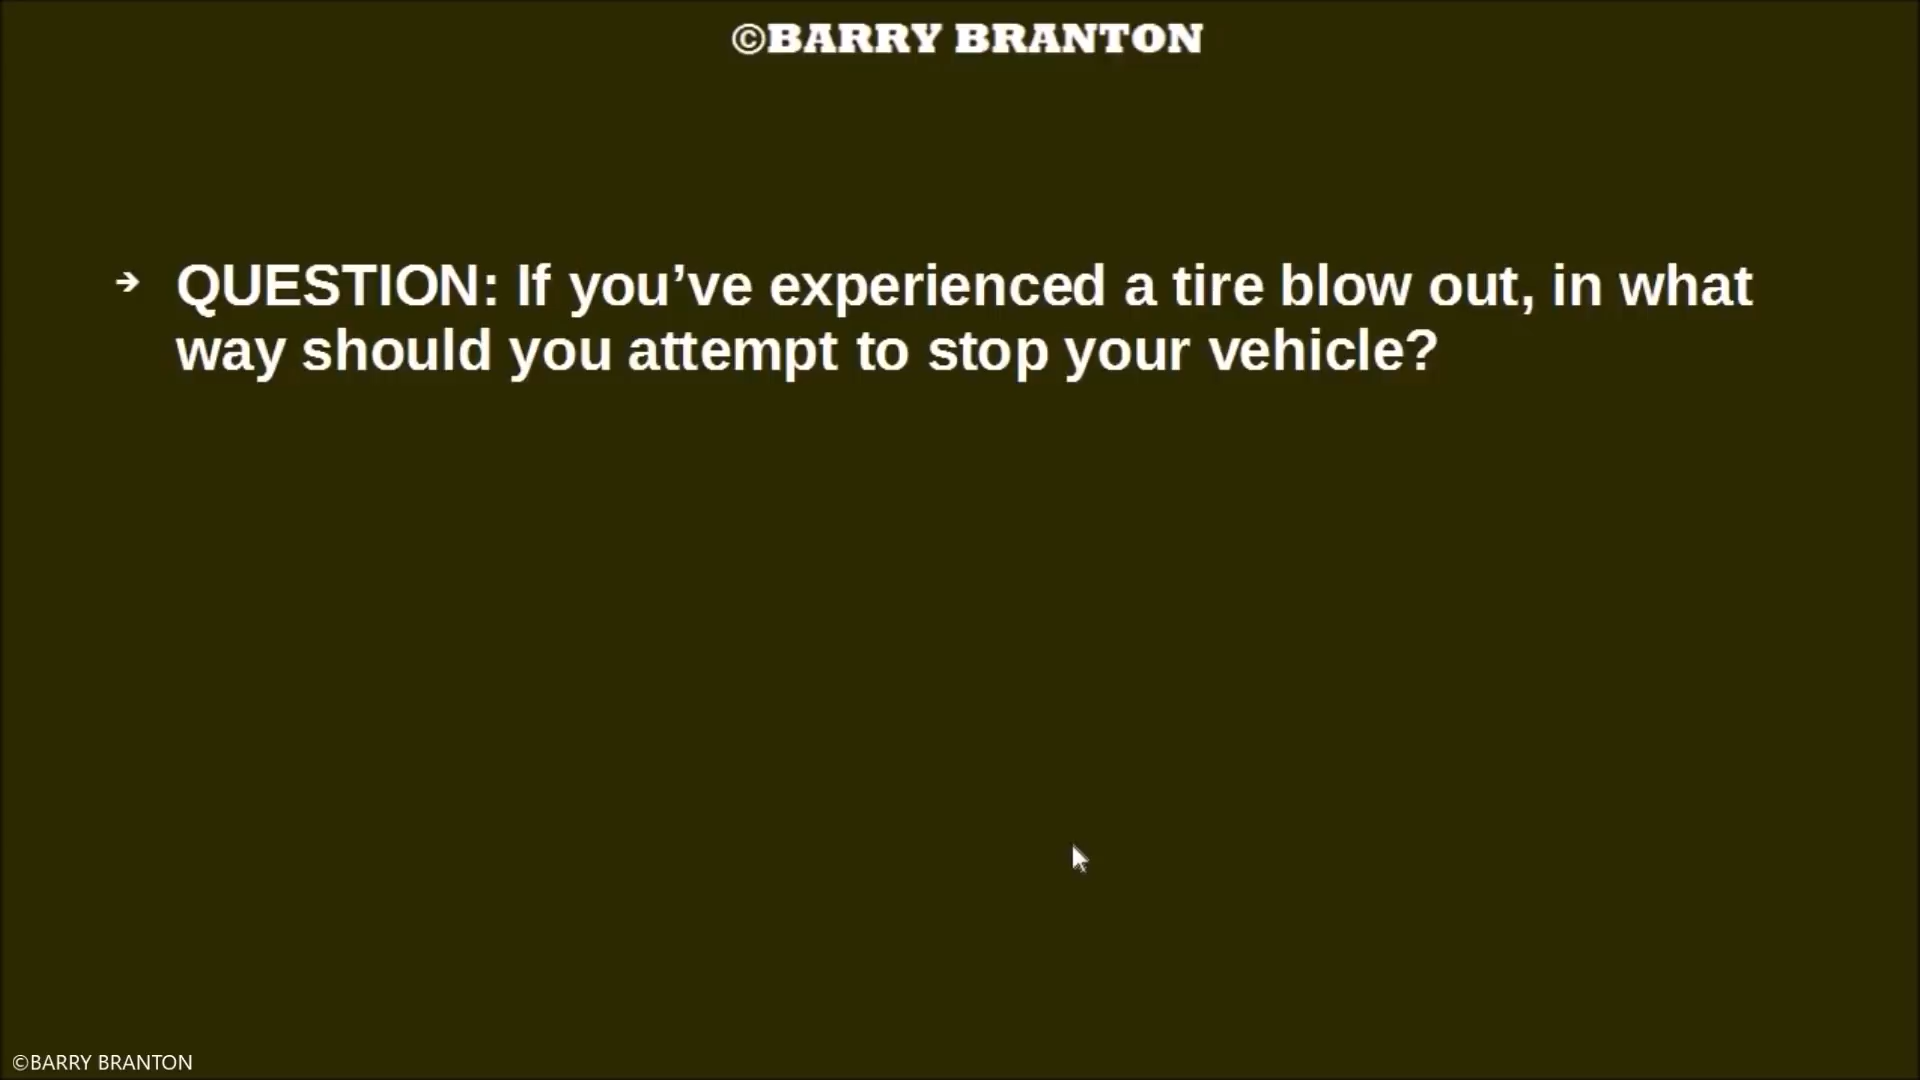 ©BARRY BRANTON
➔ QUESTION: If you’ve experienced a tire blow out, in what
way should you attempt to stop your vehicle?
©BARRY BRANTON